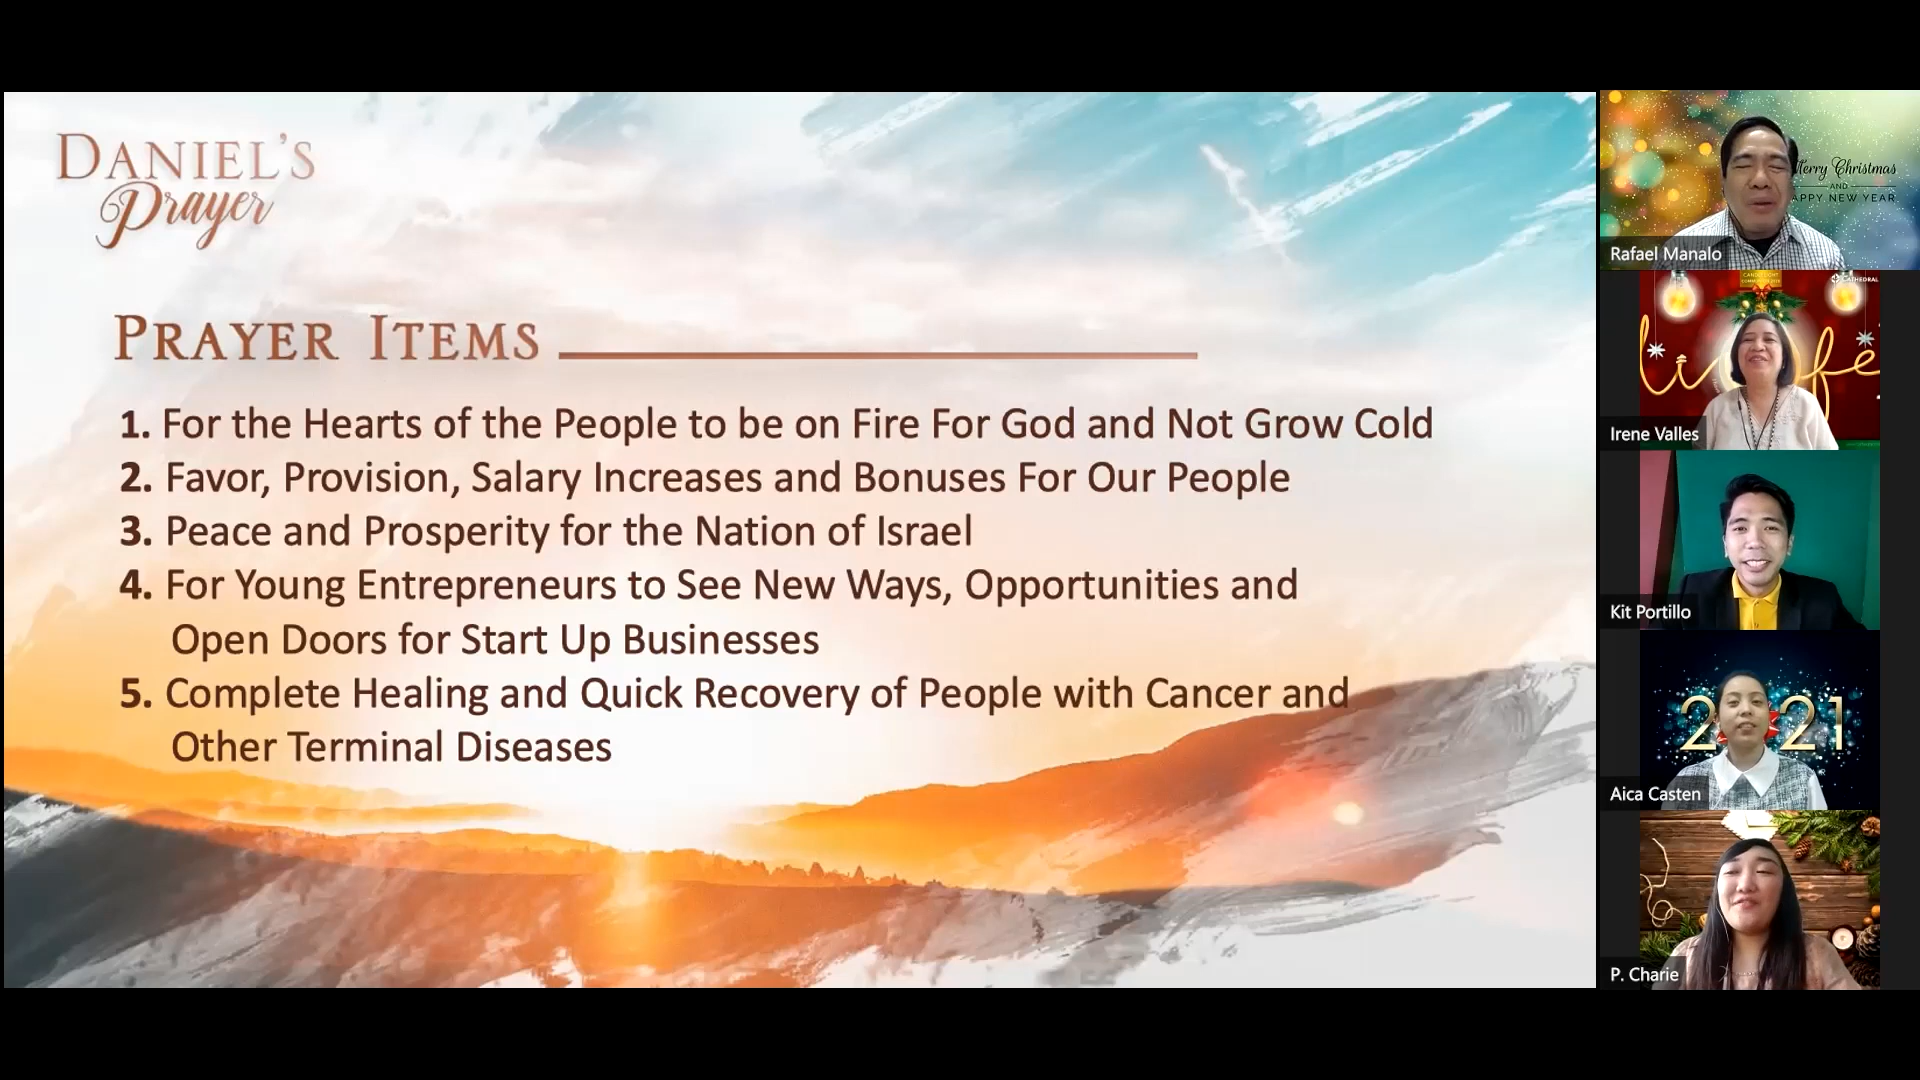 DANIEL'S
Prayer
PRAYER ITEMS
1. For the Hearts of the People to be on Fire For God and Not Grow Cold
2. Favor, Provision, Salary Increases and Bonuses For Our People
3. Peace and Prosperity for the Nation of Israel
4. For Young Entrepreneurs to See New Ways, Opportunities and
Open Doors for Start Up Businesses
5. Complete Healing and Quick Recovery of People with Cancer and
Other Terminal Diseases
Merry Christmas
AND
APPY NEW YEAR
Rafael Manalo
CATHEDRAL
Irene Valles
Kit Portillo
2 21
Aica Casten
P. Charie